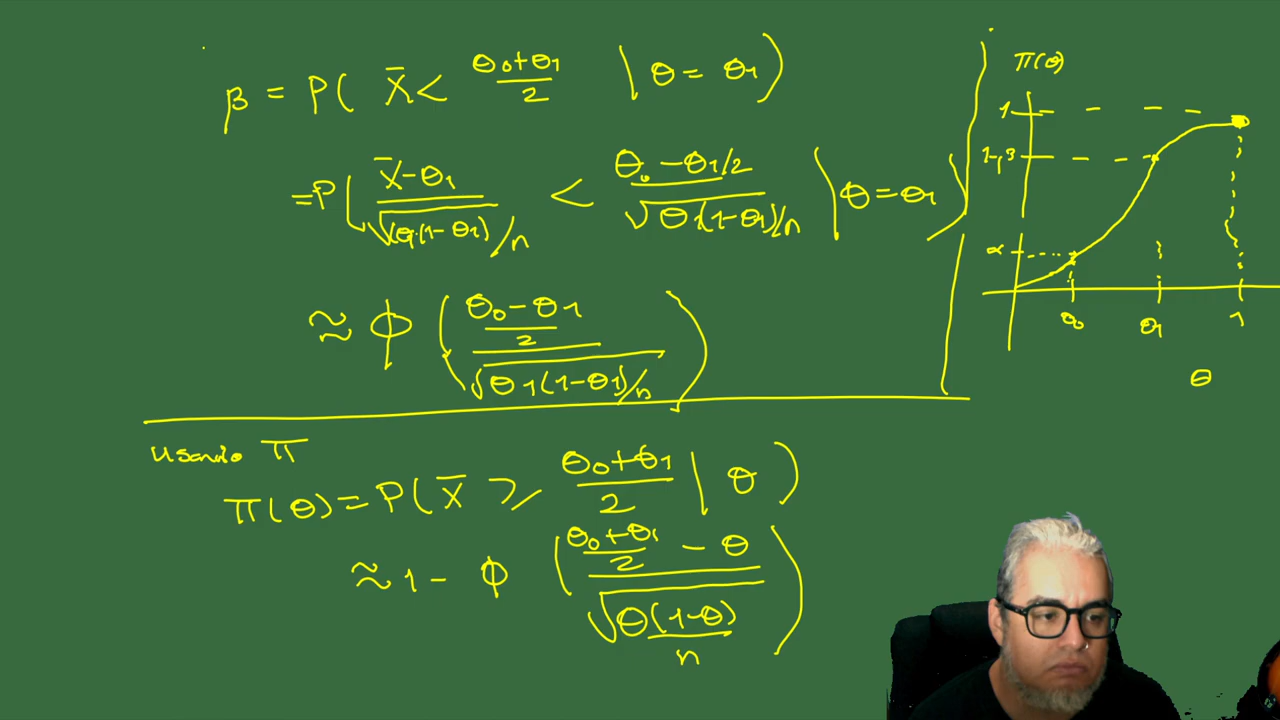 β = P( X̄ < (θ₀+θ₁)/2 | θ = θ₁ )
= P( (X̄-θ₁)/√(θ₁(1-θ₁)/n) < (θ₀-θ₁/2)/√(θ₁(1-θ₁)/n) | θ = θ₁ )
≈ Φ ( ((θ₀-θ₁)/2)/√(θ₁(1-θ₁)/n) )
usando π
π(θ) = P( X̄ ≥ (θ₀+θ₁)/2 | θ )
≈ 1 - Φ ( ((θ₀+θ₁)/2 - θ)/√(θ(1-θ)/n) )
π(θ)
1
1-β
α
θ₀ θ₁ 1
θ